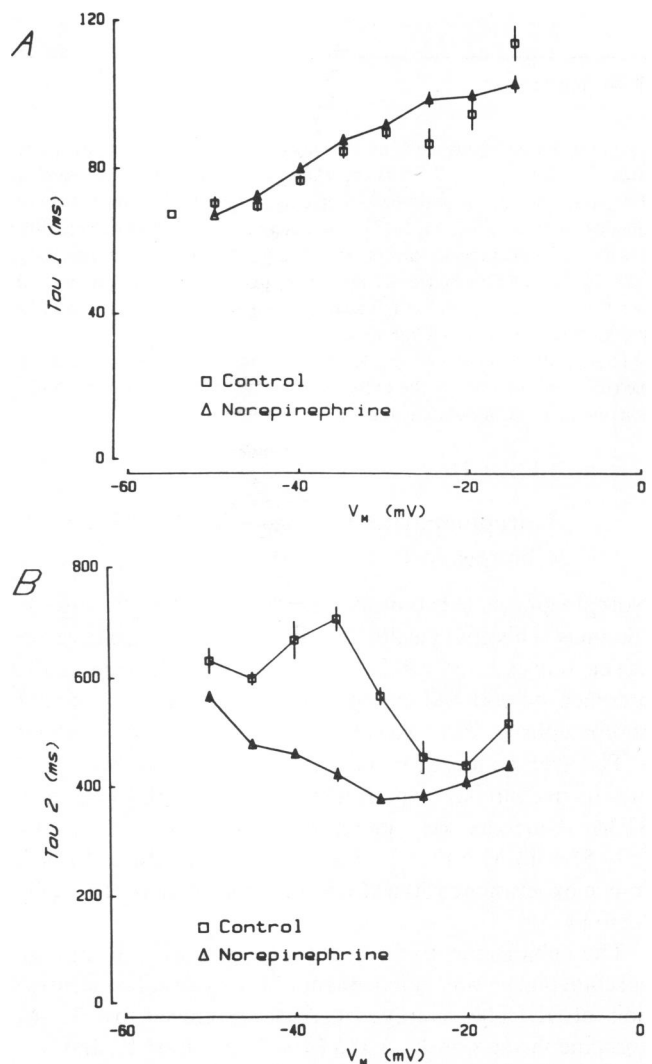 A
120
80
40
0
Tau 1 (ms)
□ Control
△ Norepinephrine
-60
-40
-20
0
V_M (mV)
B
800
600
400
200
0
Tau 2 (ms)
□ Control
△ Norepinephrine
-60
-40
-20
0
V_M (mV)